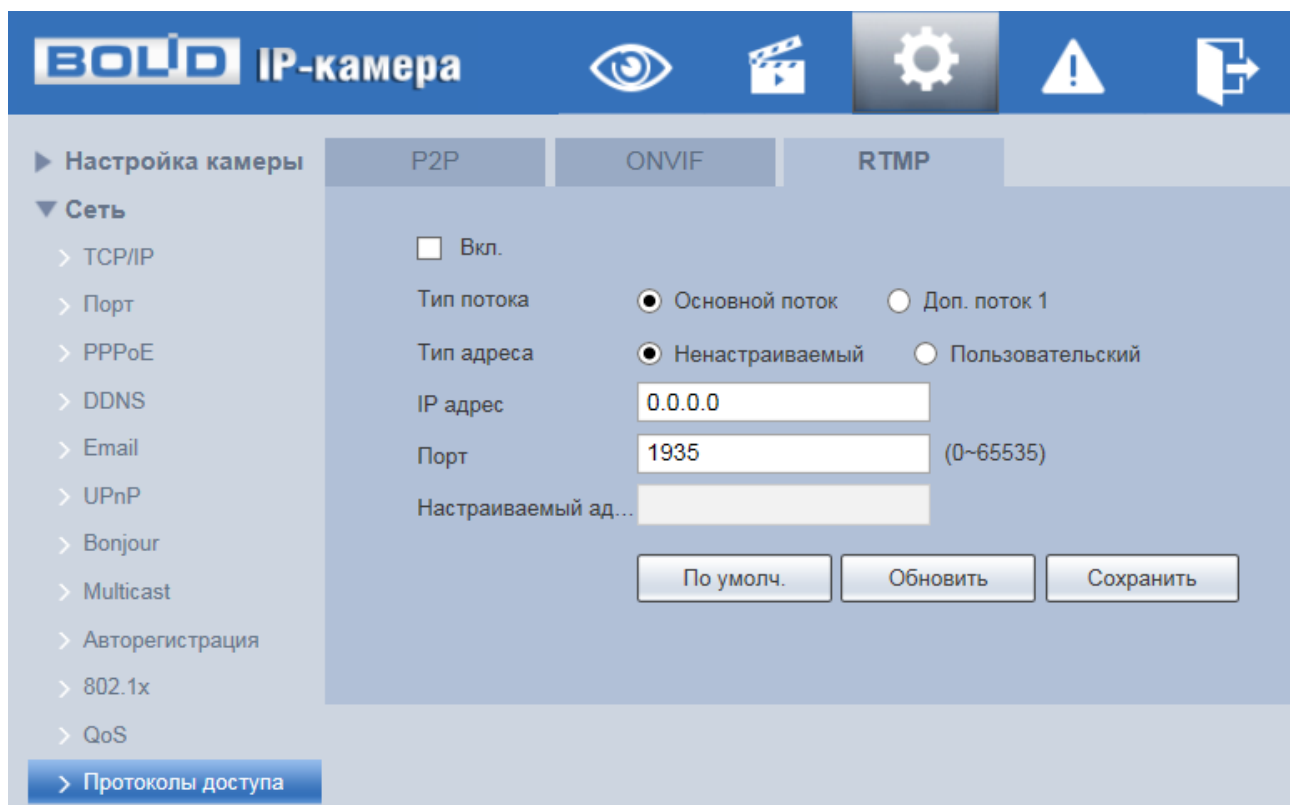 BOLID IP-камера
Настройка камеры
Сеть
TCP/IP
Порт
PPPoE
DDNS
Email
UPnP
Bonjour
Multicast
Авторегистрация
802.1x
QoS
Протоколы доступа
P2P ONVIF RTMP
Вкл.
Тип потока Основной поток Доп. поток 1
Тип адреса Ненастраиваемый Пользовательский
IP адрес 0.0.0.0
Порт 1935 (0~65535)
Настраиваемый ад...
По умолч. Обновить Сохранить